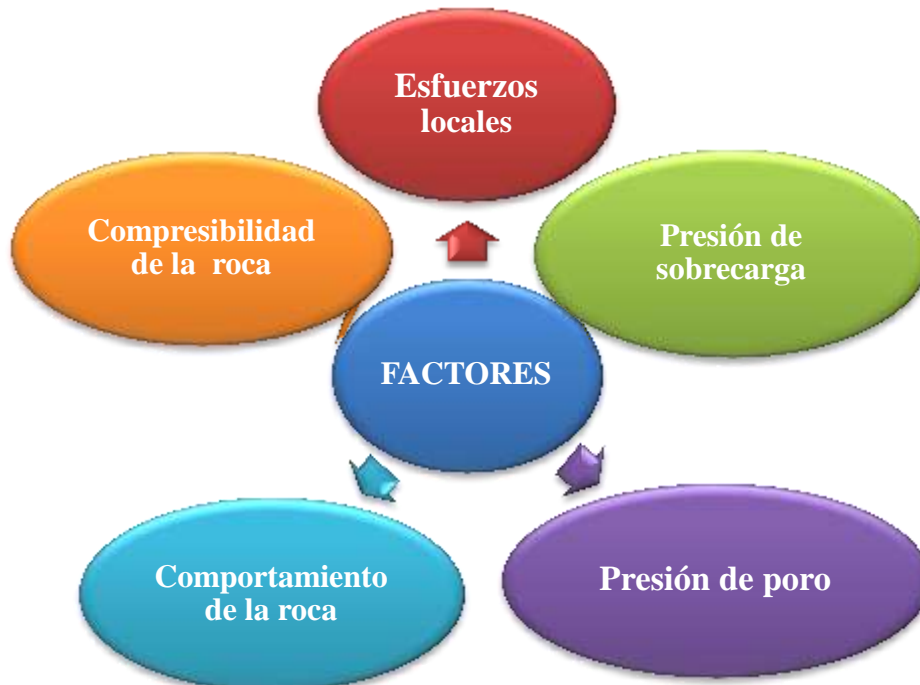 Esfuerzos
locales
Compresibilidad
de la roca
Presión de
sobrecarga
FACTORES
Comportamiento
de la roca
Presión de poro